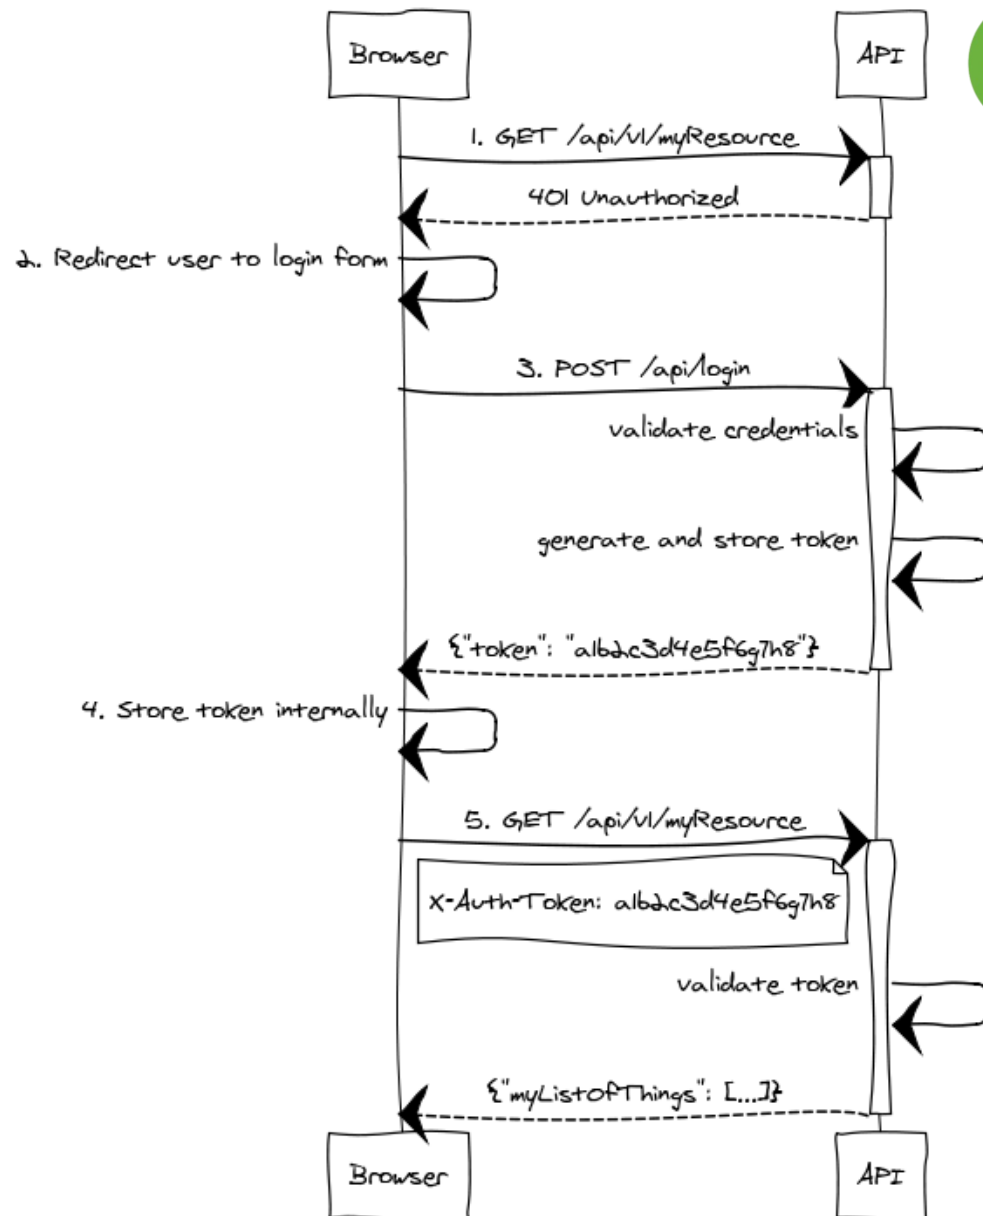 Browser
API
1. GET /api/v1/myResource
401 Unauthorized
2. Redirect user to login form
3. POST /api/login
validate credentials
generate and store token
{"token": "a1b2c3d4e5f6g7h8"}
4. Store token internally
5. GET /api/v1/myResource
X-Auth-Token: a1b2c3d4e5f6g7h8
validate token
{"myListOfThings": [...]}
Browser
API